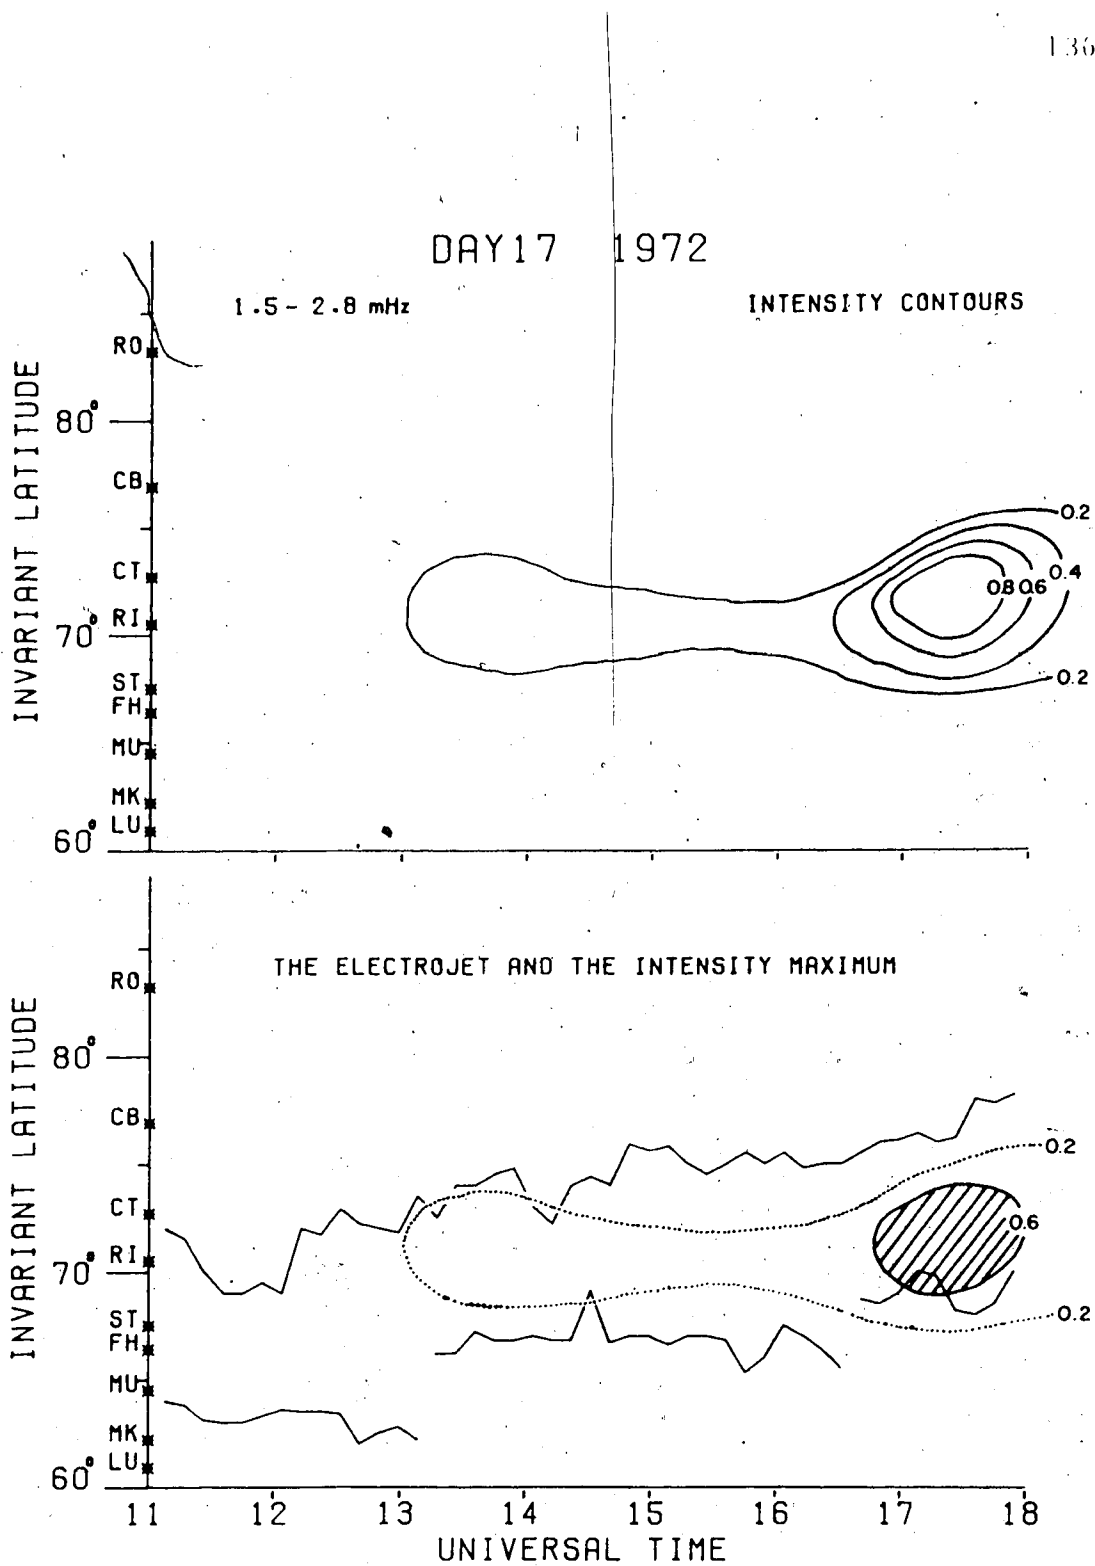 136
DAY17 1972
1.5 - 2.8 mHz
INTENSITY CONTOURS
INVARIANT LATITUDE
RO
80°
CB
CT
RI
70°
ST
FH
MU
MK
LU
60°
0.2
0.4
0.8 0.6
0.2
THE ELECTROJET AND THE INTENSITY MAXIMUM
INVARIANT LATITUDE
RO
80°
CB
CT
RI
70°
ST
FH
MU
MK
LU
60°
0.2
0.6
0.2
11 12 13 14 15 16 17 18
UNIVERSAL TIME